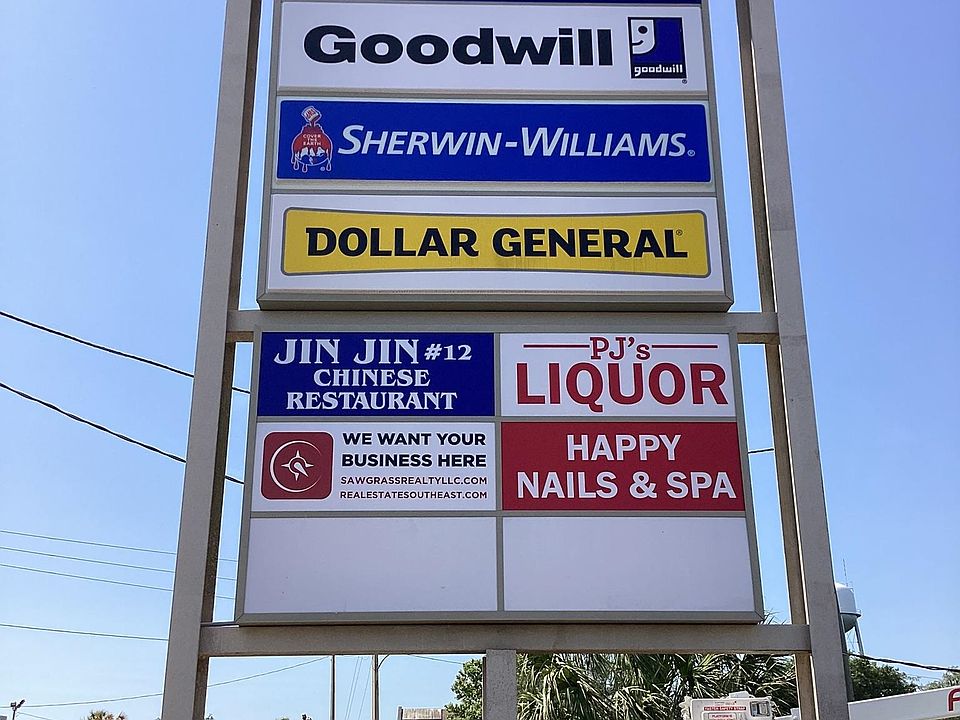 Goodwill
goodwill
COVER
THE
EARTH
SHERWIN-WILLIAMS®
DOLLAR GENERAL®
JIN JIN #12
CHINESE
RESTAURANT
PJ's
LIQUOR
WE WANT YOUR
BUSINESS HERE
SAWGRASSREALTYLLC.COM
REALESTATESOUTHEAST.COM
HAPPY
NAILS & SPA